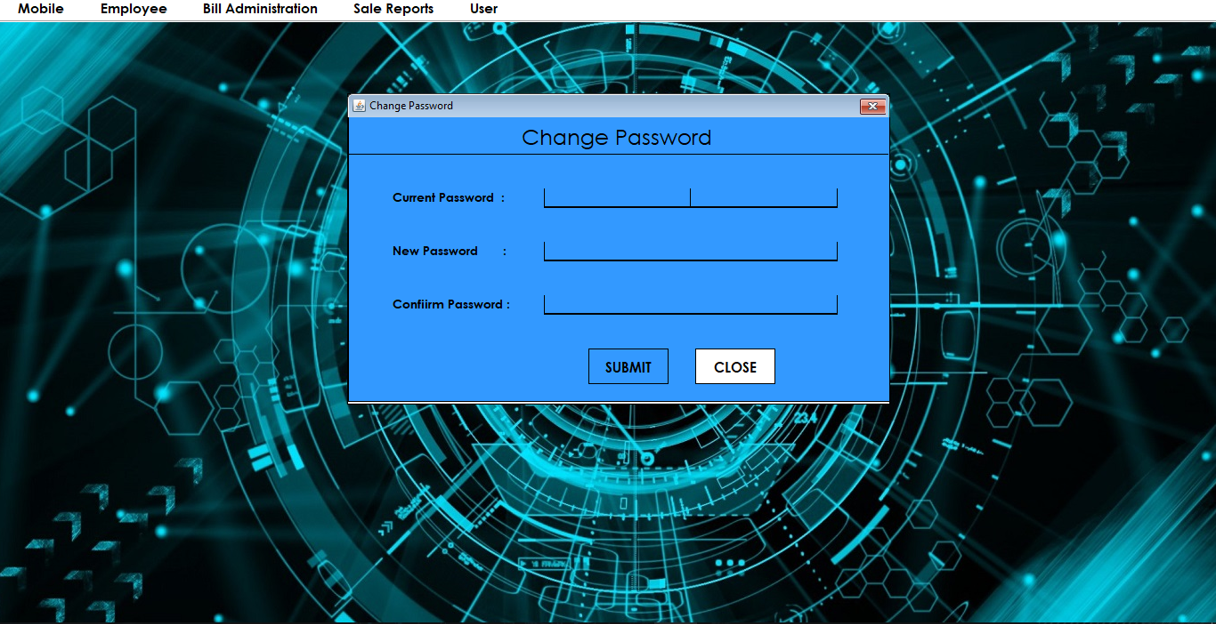 Mobile Employee Bill Administration Sale Reports User
Change Password
Change Password
Current Password :
New Password :
Confiirm Password :
SUBMIT CLOSE
234